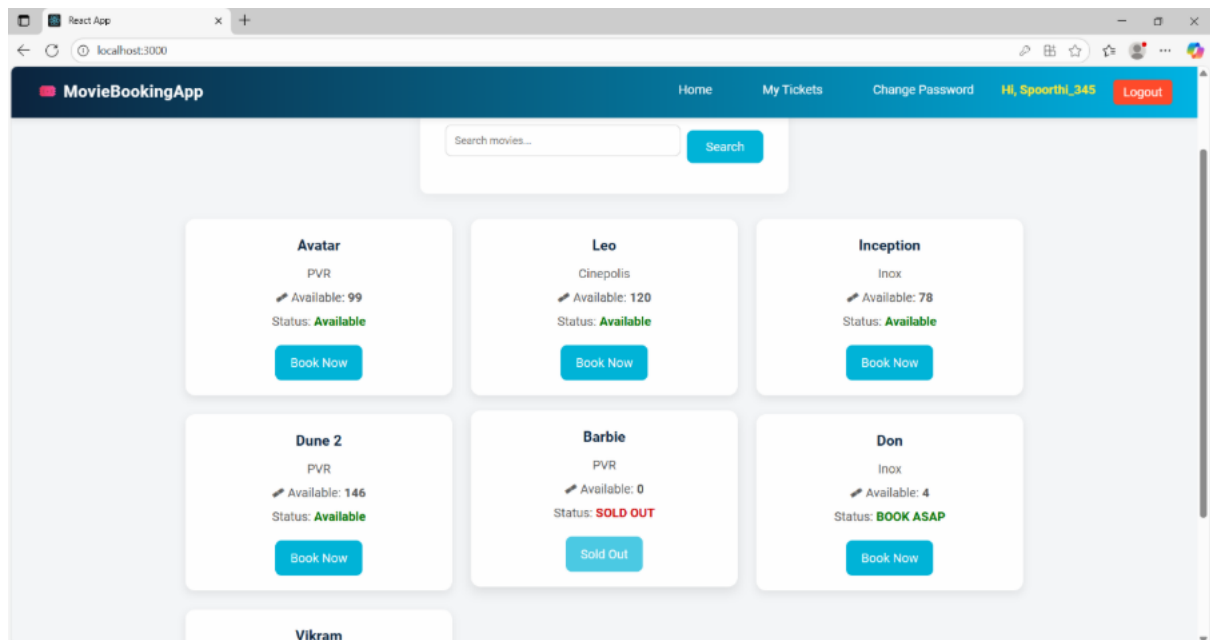 React App
localhost:3000
MovieBookingApp
Home My Tickets Change Password Hi, Spoorthi_345 Logout
Search movies... Search
Avatar
PVR
Available: 99
Status: Available
Book Now
Leo
Cinepolis
Available: 120
Status: Available
Book Now
Inception
Inox
Available: 78
Status: Available
Book Now
Dune 2
PVR
Available: 146
Status: Available
Book Now
Barbie
PVR
Available: 0
Status: SOLD OUT
Sold Out
Don
Inox
Available: 4
Status: BOOK ASAP
Book Now
Vikram